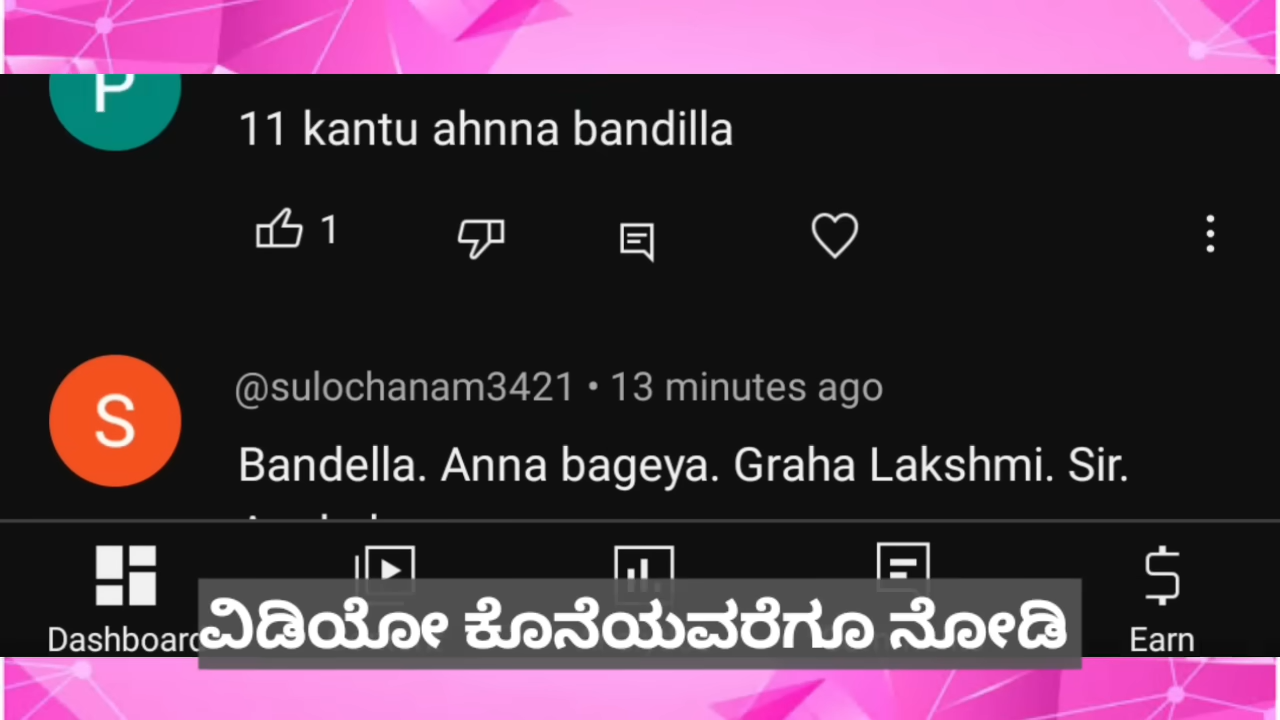 P
11 kantu ahnna bandilla
1
S
@sulochanam3421 • 13 minutes ago
Bandella. Anna bageya. Graha Lakshmi. Sir.
Dashboard
ವಿಡಿಯೋ ಕೊನೆಯವರೆಗೂ ನೋಡಿ
Earn